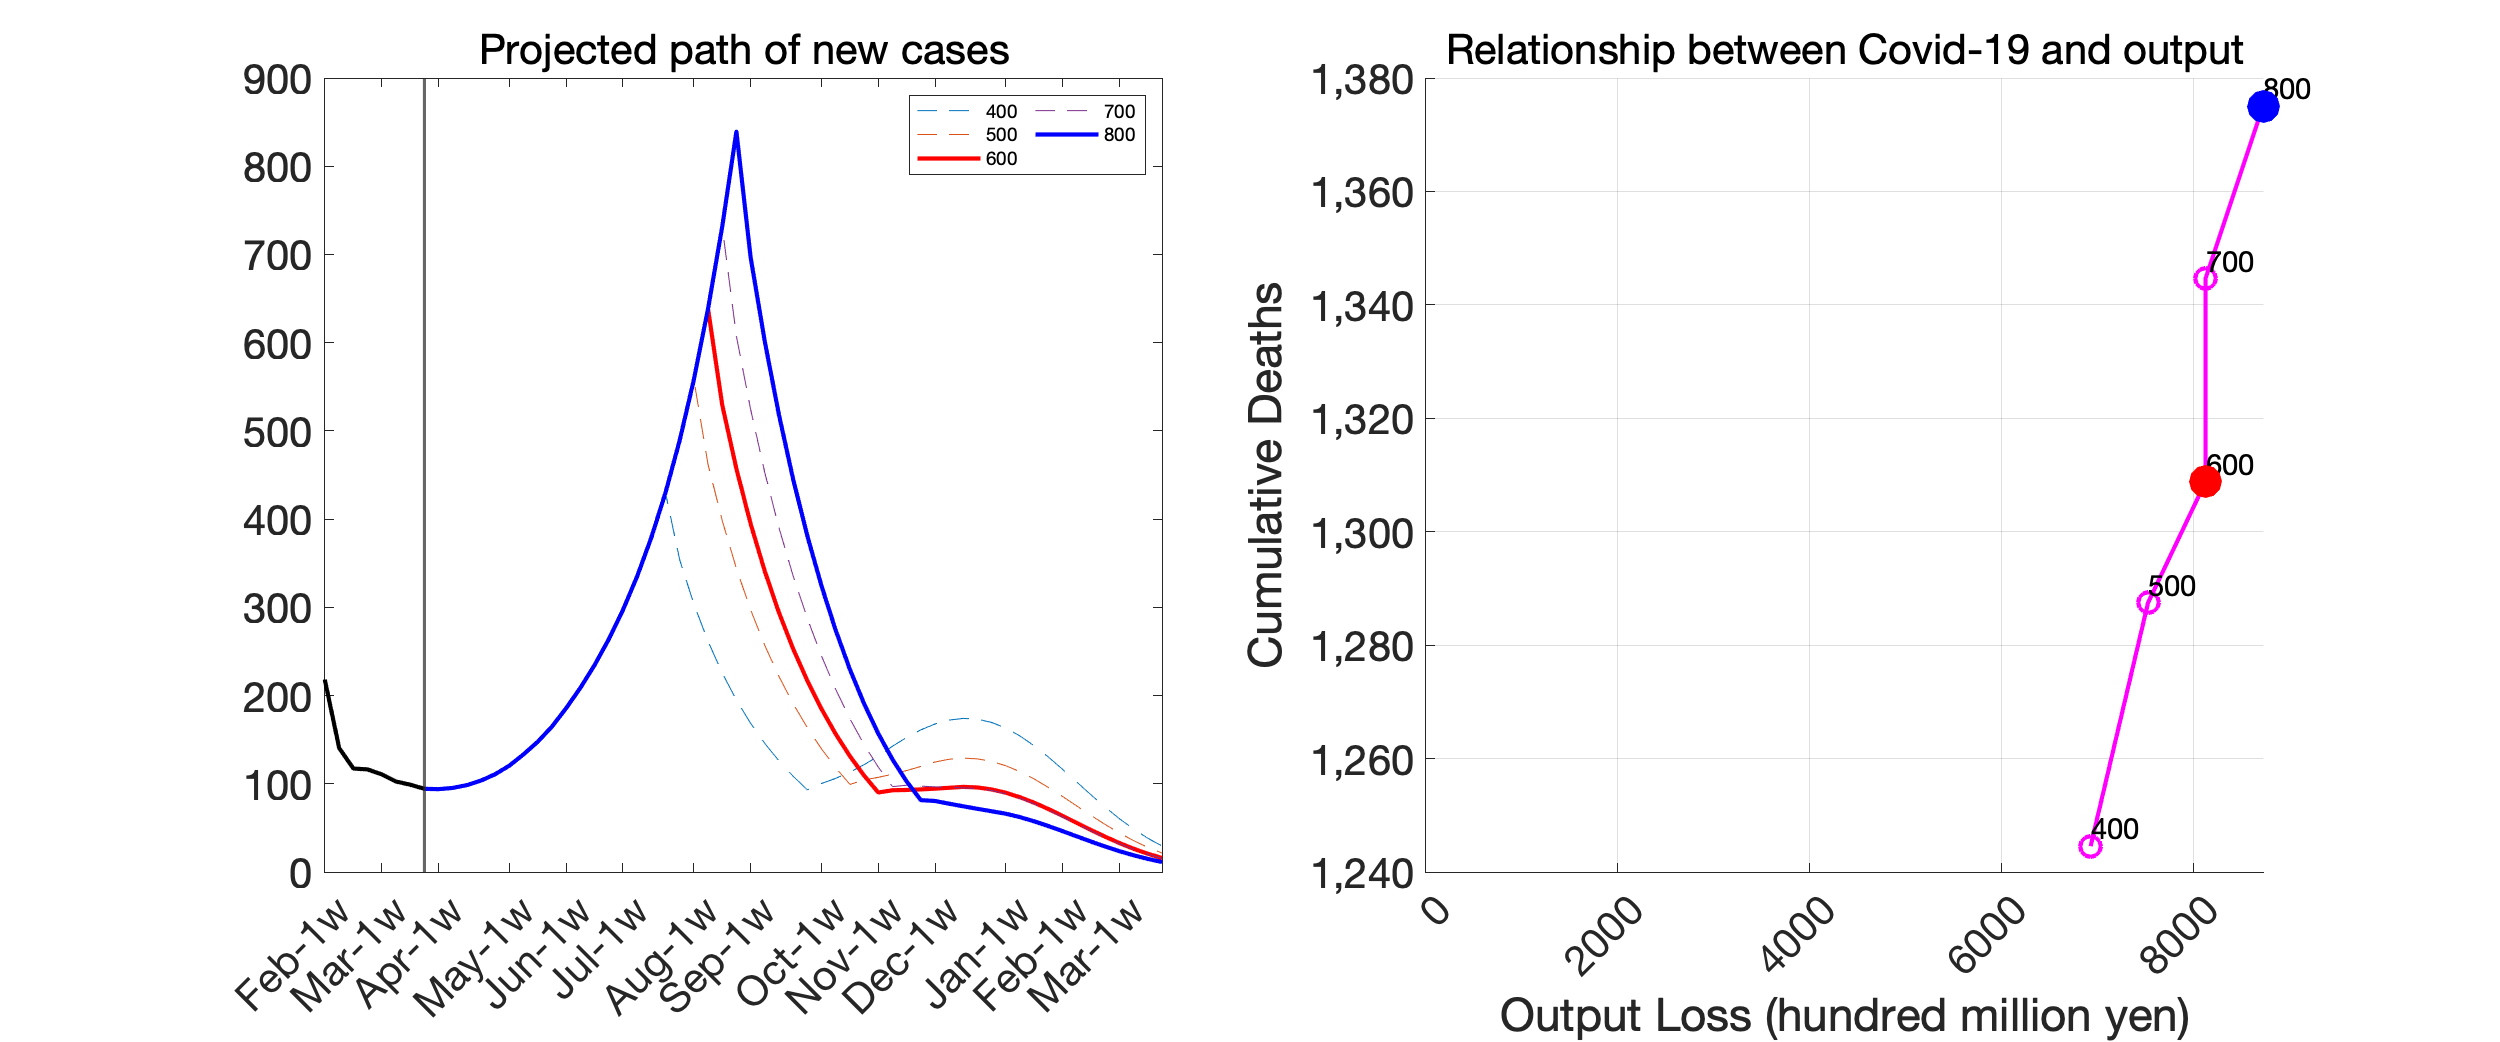 Projected path of new cases
900
800
700
600
500
400
300
200
100
0
400
500
600
700
800
Feb-1w
Mar-1w
Apr-1w
May-1w
Jun-1w
Jul-1w
Aug-1w
Sep-1w
Oct-1w
Nov-1w
Dec-1w
Jan-1w
Feb-1w
Mar-1w
Relationship between Covid-19 and output
Cumulative Deaths
1,380
1,360
1,340
1,320
1,300
1,280
1,260
1,240
800
700
600
500
400
0
2000
4000
6000
8000
Output Loss (hundred million yen)